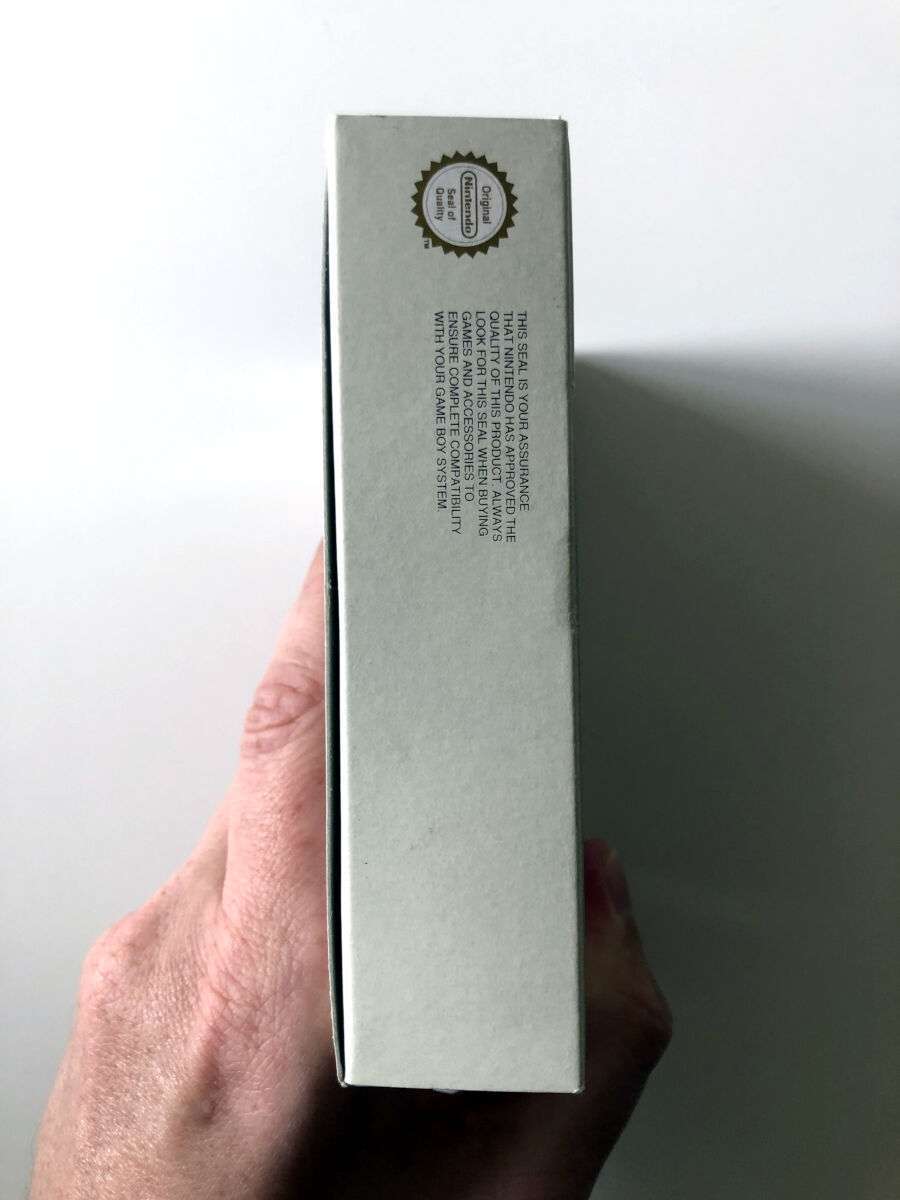 Original
Nintendo
Seal of
Quality
TM
THIS SEAL IS YOUR ASSURANCE
THAT NINTENDO HAS APPROVED THE
QUALITY OF THIS PRODUCT. ALWAYS
LOOK FOR THIS SEAL WHEN BUYING
GAMES AND ACCESSORIES TO
ENSURE COMPLETE COMPATIBILITY
WITH YOUR GAME BOY SYSTEM.